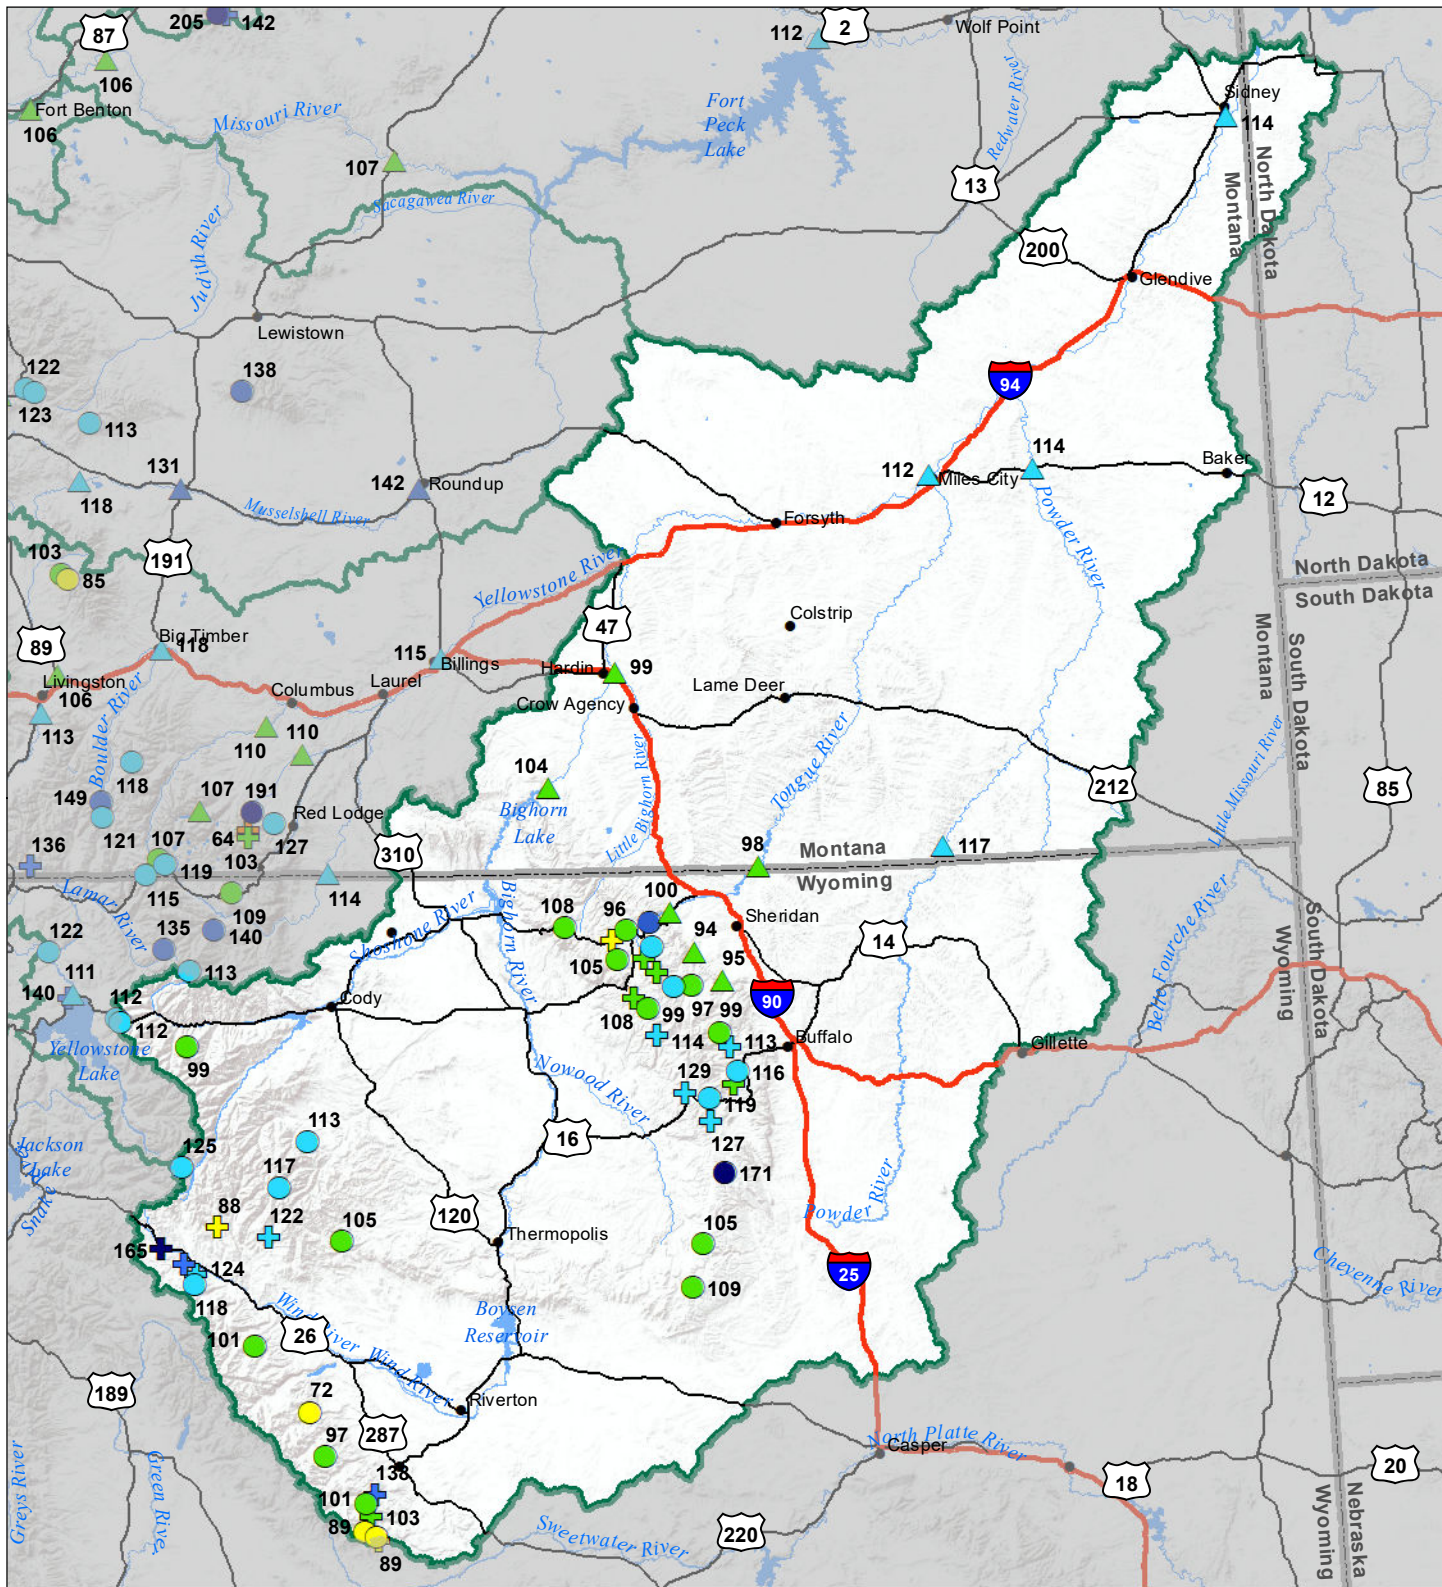 205
142
87
112
2
Wolf Point
106
Fort Benton
106
Missouri River
Fort
Peck
Lake
Redwater River
Sidney
114
107
13
North Dakota
Montana
Sacagawea River
Judith River
200
Glendive
Lewistown
122
138
94
123
113
131
118
142
Roundup
112
Miles City
114
Baker
12
Musselshell River
Forsyth
Powder River
191
103
85
Yellowstone River
North Dakota
South Dakota
Colstrip
47
Montana
South Dakota
89
Big Timber
118
115
Billings
Hardin
99
Livingston
106
Columbus
Laurel
Lame Deer
Crow Agency
113
Boulder River
110
110
118
104
Tongue River
Little Missouri River
149
107
191
Bighorn
Lake
Little Bighorn River
212
85
Red Lodge
121
107
64
127
136
103
310
119
98
Montana
117
Wyoming
Lamar River
115
109
114
100
108
96
Bighorn River
Shoshone River
Sheridan
14
Belle Fourche River
South Dakota
Wyoming
122
135
140
94
105
95
111
113
140
112
Cody
97
90
112
108
99
99
Yellowstone
Lake
99
114
113
Buffalo
Gillette
Nowood River
129
116
119
113
16
Jackson
Lake
125
127
117
171
Snake River
88
122
105
120
Thermopolis
105
Powder River
165
124
25
Cheyenne River
118
109
Wind River
26
Boysen
Reservoir
101
Wind River
189
72
Riverton
97
287
North Platte River
Casper
Greys River
Green River
138
18
20
101
103
89
89
Sweetwater River
220
Nebraska
Wyoming